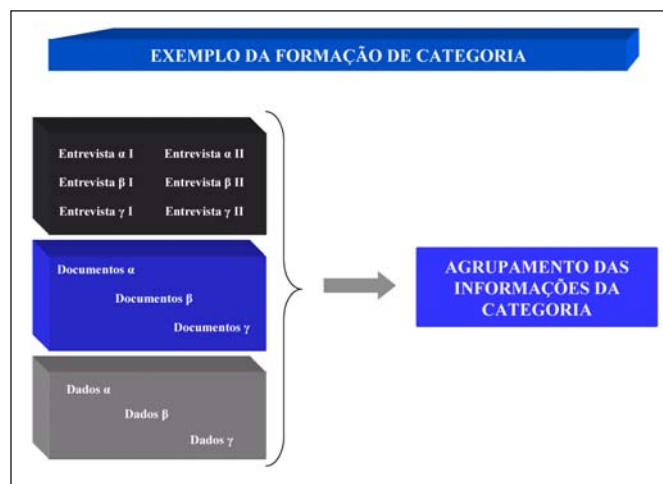 EXEMPLO DA FORMAÇÃO DE CATEGORIA
Entrevista α I Entrevista α II
Entrevista β I Entrevista β II
Entrevista γ I Entrevista γ II
Documentos α
Documentos β
Documentos γ
Dados α
Dados β
Dados γ
AGRUPAMENTO DAS
INFORMAÇÕES DA
CATEGORIA